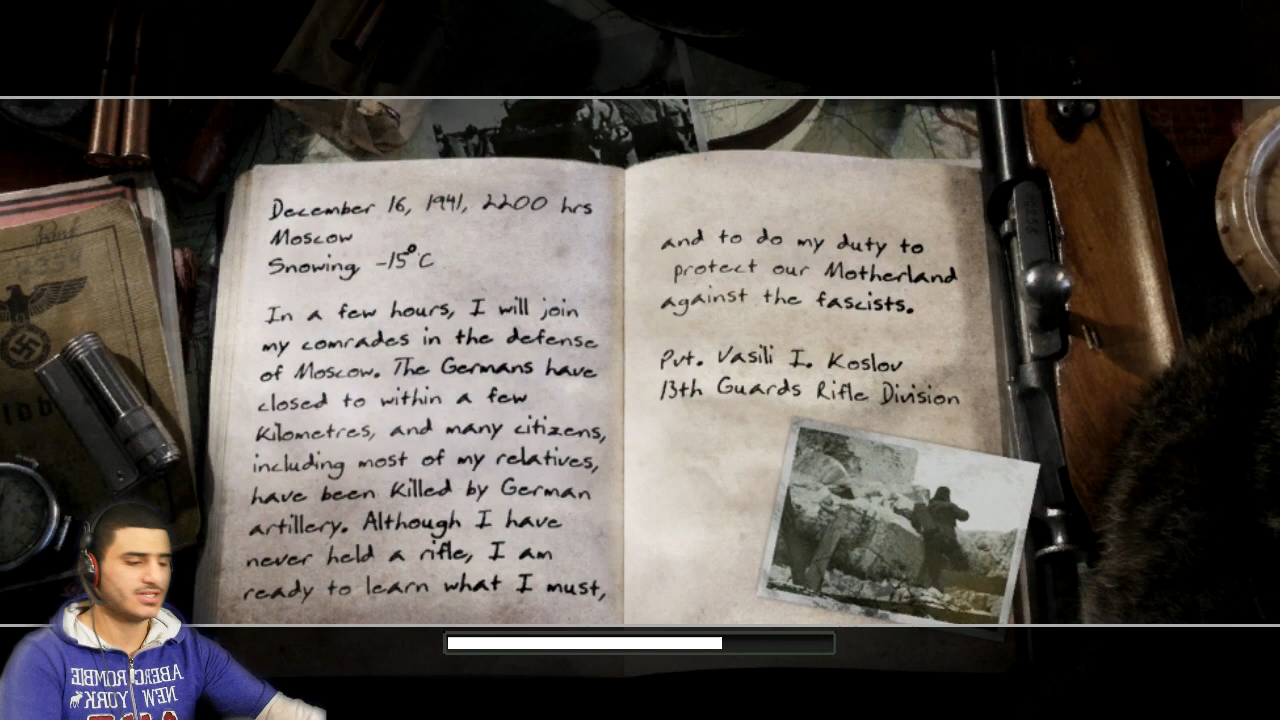 December 16, 1941, 2200 hrs
Moscow
Snowing, -15°C
In a few hours, I will join
my comrades in the defense
of Moscow. The Germans have
closed to within a few
kilometres, and many citizens,
including most of my relatives,
have been killed by German
artillery. Although I have
never held a rifle, I am
ready to learn what I must,
and to do my duty to
protect our Motherland
against the fascists.
Pvt. Vasili I. Koslov
13th Guards Rifle Division
ABERCROMBIE
NEW YORK